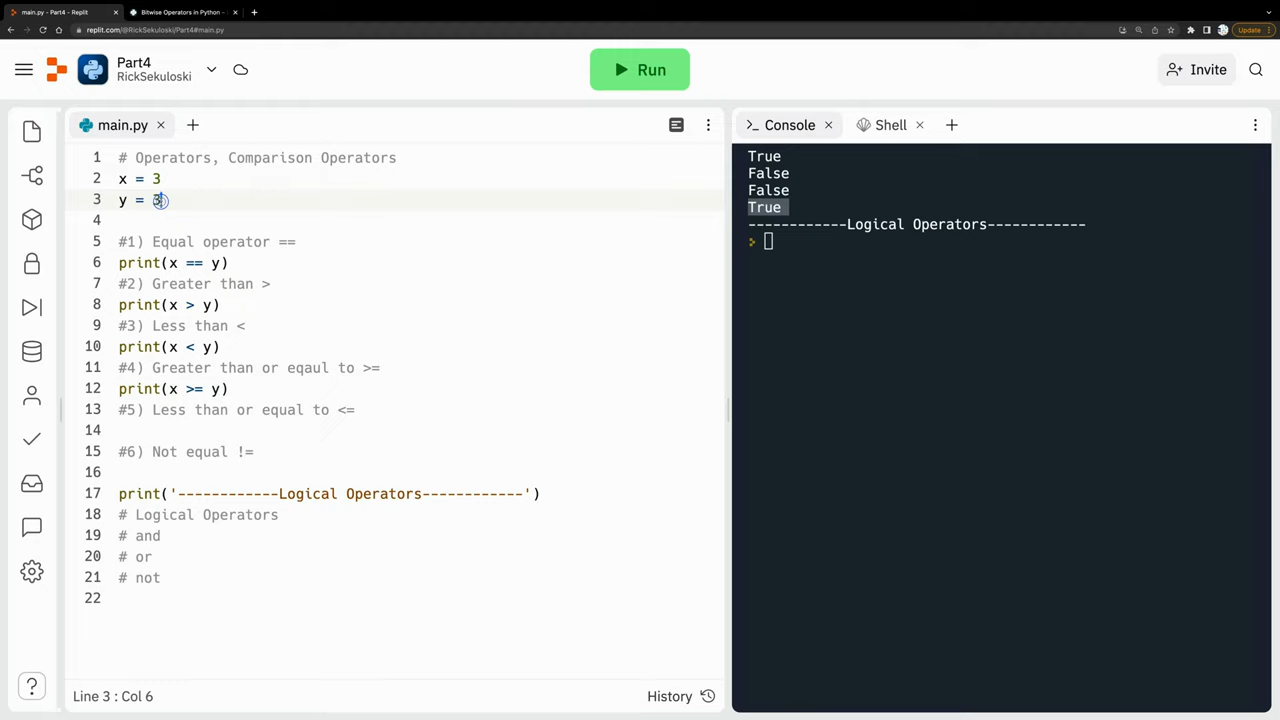 main.py - Part4 - Replit
Bitwise Operators in Python -
replit.com/@RickSekuloski/Part4#main.py
Update
Part4
RickSekuloski
Run
Invite
main.py
1 # Operators, Comparison Operators
2 x = 3
3 y = 3
4
5 #1) Equal operator ==
6 print(x == y)
7 #2) Greater than >
8 print(x > y)
9 #3) Less than <
10 print(x < y)
11 #4) Greater than or eqaul to >=
12 print(x >= y)
13 #5) Less than or equal to <=
14
15 #6) Not equal !=
16
17 print('------------Logical Operators------------')
18 # Logical Operators
19 # and
20 # or
21 # not
22
?
Line 3 : Col 6
History
Console
Shell
True
False
False
True
------------Logical Operators------------